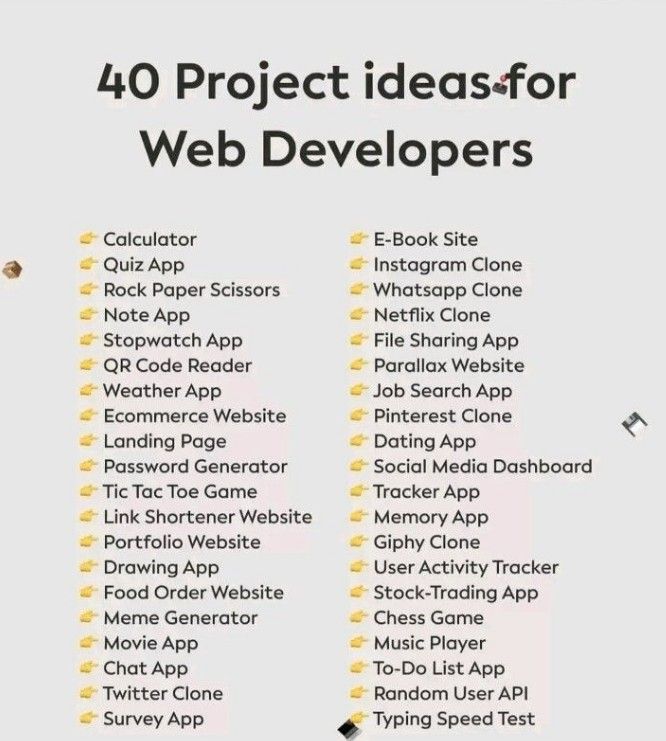 40 Project ideas for
Web Developers
Calculator
Quiz App
Rock Paper Scissors
Note App
Stopwatch App
QR Code Reader
Weather App
Ecommerce Website
Landing Page
Password Generator
Tic Tac Toe Game
Link Shortener Website
Portfolio Website
Drawing App
Food Order Website
Meme Generator
Movie App
Chat App
Twitter Clone
Survey App
E-Book Site
Instagram Clone
Whatsapp Clone
Netflix Clone
File Sharing App
Parallax Website
Job Search App
Pinterest Clone
Dating App
Social Media Dashboard
Tracker App
Memory App
Giphy Clone
User Activity Tracker
Stock-Trading App
Chess Game
Music Player
To-Do List App
Random User API
Typing Speed Test